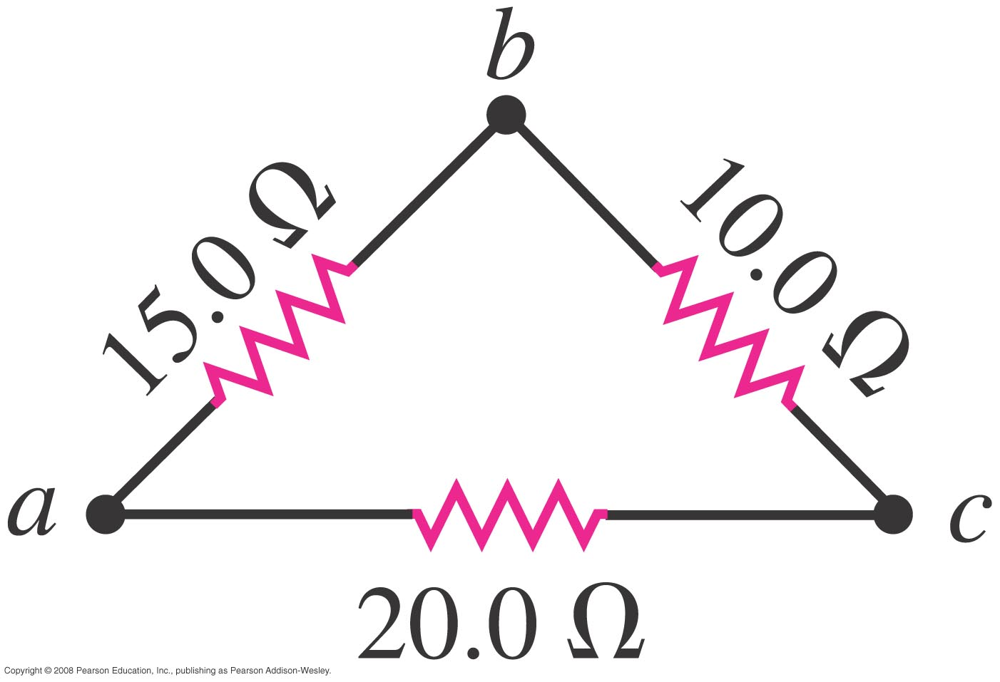 b
15.0 Ω
10.0 Ω
a
c
20.0 Ω
Copyright © 2008 Pearson Education, Inc., publishing as Pearson Addison-Wesley.